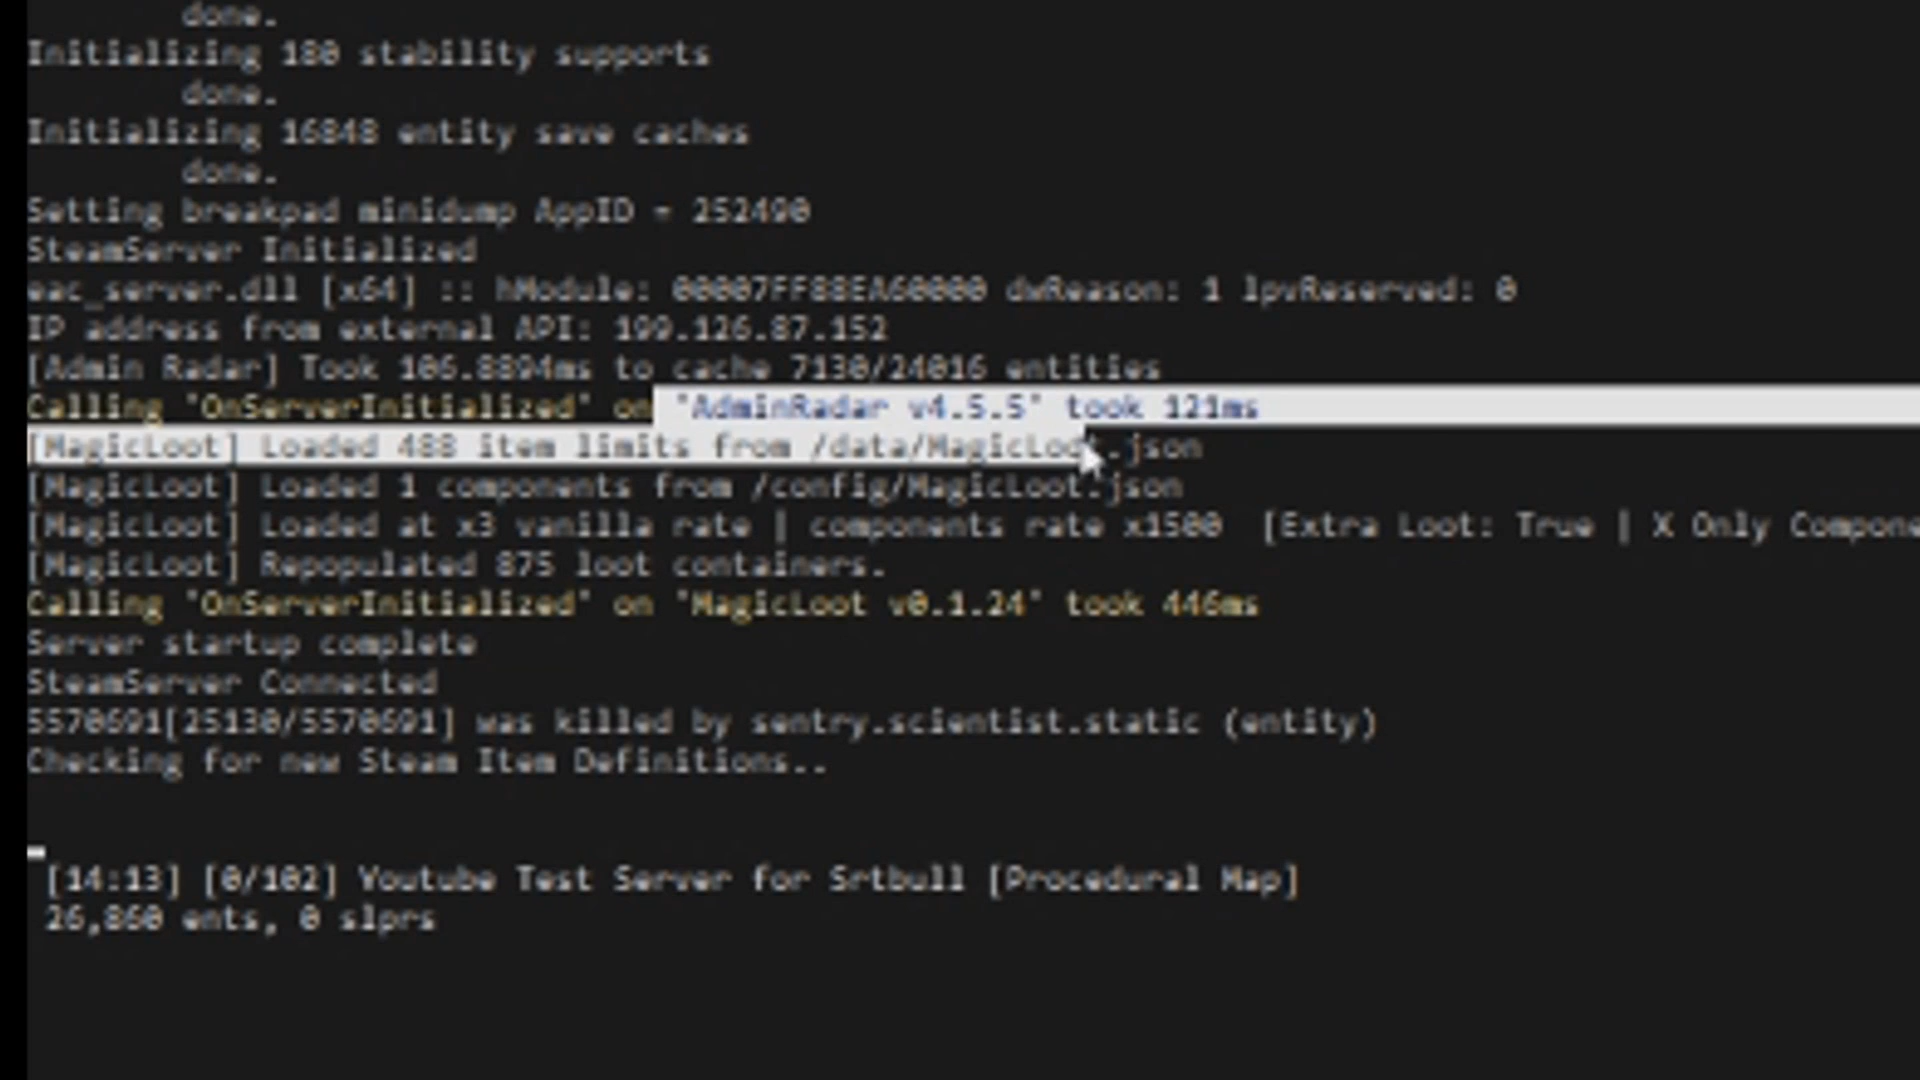 done.
Initializing 180 stability supports
done.
Initializing 16848 entity save caches
done.
Setting breakpad minidump AppID = 252490
SteamServer Initialized
eac_server.dll [x64] :: hModule: 00007FF88EA60000 dwReason: 1 lpvReserved: 0
IP address from external API: 199.126.87.152
[Admin Radar] Took 106.8894ms to cache 7130/24016 entities
Calling 'OnServerInitialized' on 'AdminRadar v4.5.5' took 121ms
[MagicLoot] Loaded 488 item limits from /data/MagicLoot.json
[MagicLoot] Loaded 1 components from /config/MagicLoot.json
[MagicLoot] Loaded at x3 vanilla rate | components rate x1500 [Extra Loot: True | X Only Compone
[MagicLoot] Repopulated 875 loot containers.
Calling 'OnServerInitialized' on 'MagicLoot v0.1.24' took 446ms
Server startup complete
SteamServer Connected
5570691[25130/5570691] was killed by sentry.scientist.static (entity)
Checking for new Steam Item Definitions..
[14:13] [0/102] Youtube Test Server for Srtbull [Procedural Map]
26,860 ents, 0 slprs